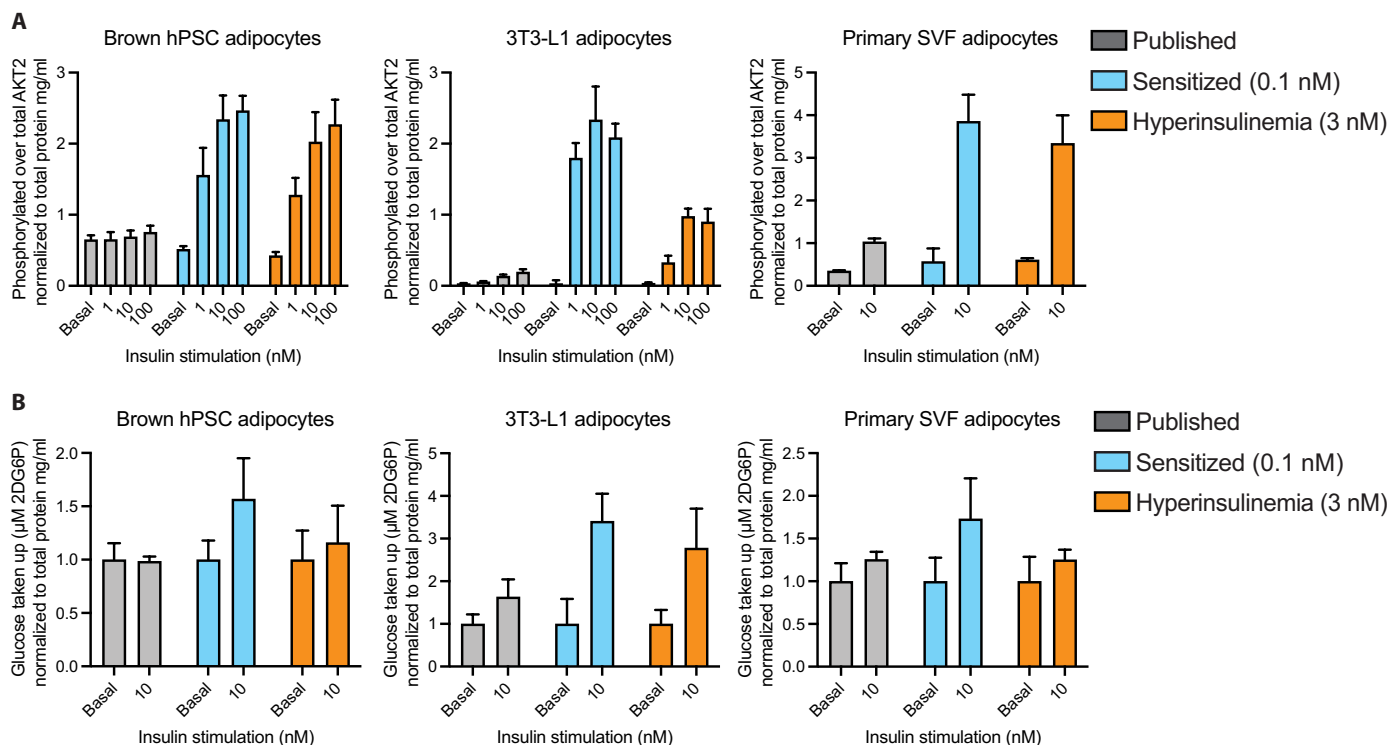 A
Brown hPSC adipocytes
Phosphorylated over total AKT2
normalized to total protein mg/ml
3
2
1
0
Basal 1 10 100 Basal 1 10 100 Basal 1 10 100
Insulin stimulation (nM)
3T3-L1 adipocytes
Phosphorylated over total AKT2
normalized to total protein mg/ml
3
2
1
0
Basal 1 10 100 Basal 1 10 100 Basal 1 10 100
Insulin stimulation (nM)
Primary SVF adipocytes
Phosphorylated over total AKT2
normalized to total protein mg/ml
5
4
3
2
1
0
Basal 10 Basal 10 Basal 10
Insulin stimulation (nM)
Published
Sensitized (0.1 nM)
Hyperinsulinemia (3 nM)
B
Brown hPSC adipocytes
Glucose taken up (µM 2DG6P)
normalized to total protein mg/ml
2.0
1.5
1.0
0.5
0.0
Basal 10 Basal 10 Basal 10
Insulin stimulation (nM)
3T3-L1 adipocytes
Glucose taken up (µM 2DG6P)
normalized to total protein mg/ml
5
4
3
2
1
0
Basal 10 Basal 10 Basal 10
Insulin stimulation (nM)
Primary SVF adipocytes
Glucose taken up (µM 2DG6P)
normalized to total protein mg/ml
2.5
2.0
1.5
1.0
0.5
0.0
Basal 10 Basal 10 Basal 10
Insulin stimulation (nM)
Published
Sensitized (0.1 nM)
Hyperinsulinemia (3 nM)